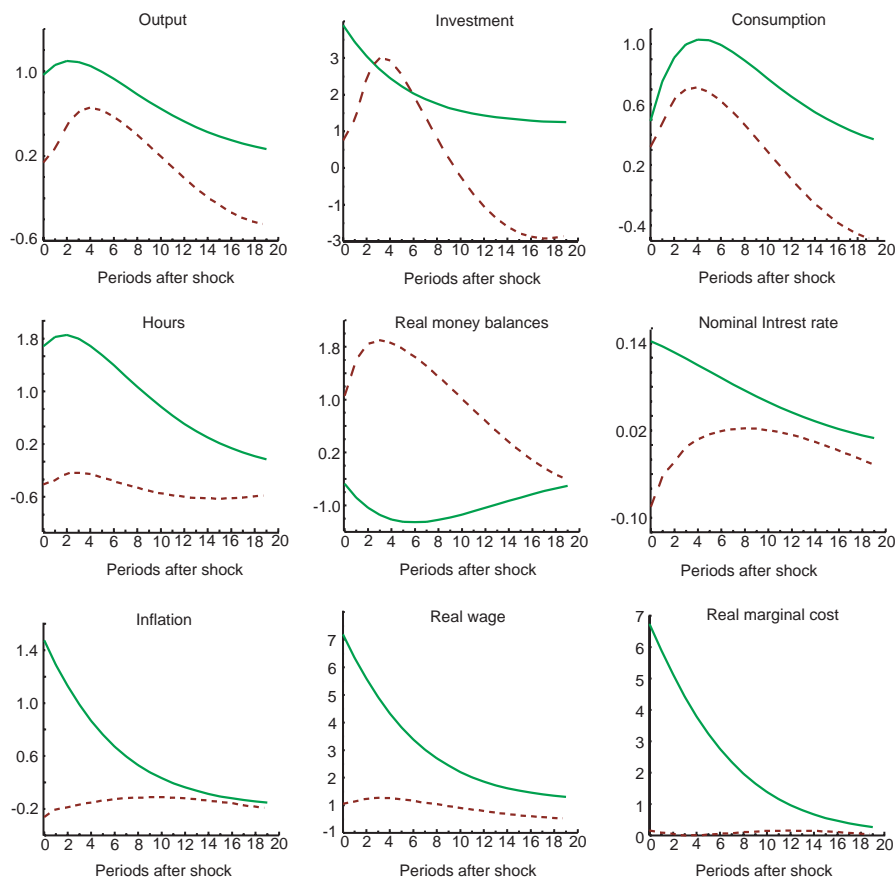 Output
1.0
0.2
-0.6
0 2 4 6 8 10 12 14 16 18 20
Periods after shock
Investment
3
2
1
0
-1
-3
0 2 4 6 8 10 12 14 16 18 20
Periods after shock
Consumption
1.0
0.6
0.2
-0.4
0 2 4 6 8 10 12 14 16 18 20
Periods after shock
Hours
1.8
1.0
0.2
-0.6
0 2 4 6 8 10 12 14 16 18 20
Periods after shock
Real money balances
1.8
1.0
0.2
-1.0
0 2 4 6 8 10 12 14 16 18 20
Periods after shock
Nominal Intrest rate
0.14
0.02
-0.10
0 2 4 6 8 10 12 14 16 18 20
Periods after shock
Inflation
1.4
1.0
0.6
-0.2
0 2 4 6 8 10 12 14 16 18 20
Periods after shock
Real wage
7
5
4
3
2
1
-1
0 2 4 6 8 10 12 14 16 18 20
Periods after shock
Real marginal cost
7
6
5
4
3
2
1
0
0 2 4 6 8 10 12 14 16 18 20
Periods after shock